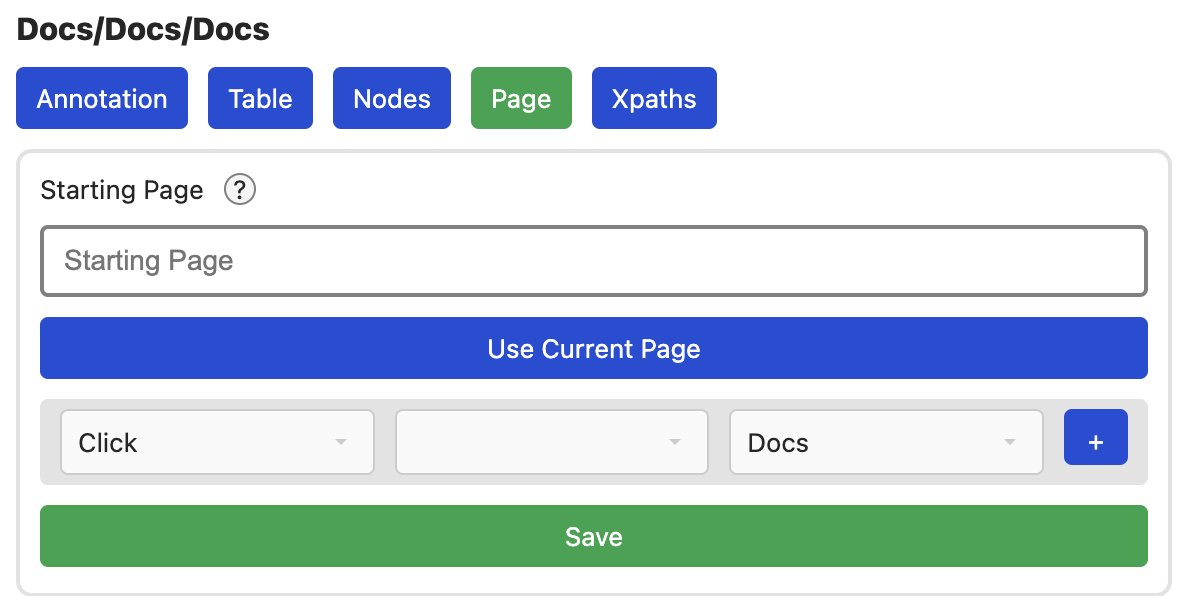 Docs/Docs/Docs
Annotation Table Nodes Page Xpaths
Starting Page ?
Starting Page
Use Current Page
Click Docs +
Save